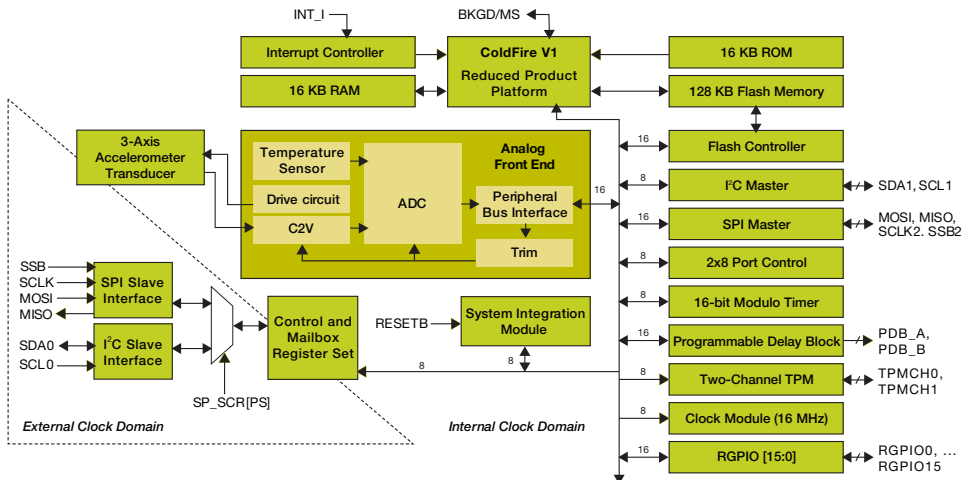 INT_I
BKGD/MS
Interrupt Controller
ColdFire V1
Reduced Product
Platform
16 KB ROM
16 KB RAM
128 KB Flash Memory
3-Axis
Accelerometer
Transducer
Temperature
Sensor
Drive circuit
C2V
ADC
Analog
Front End
Peripheral
Bus Interface
Trim
16
16
Flash Controller
8
I²C Master
SDA1, SCL1
16
SPI Master
MOSI, MISO,
SCLK2. SSB2
8
2x8 Port Control
8
16-bit Modulo Timer
16
Programmable Delay Block
PDB_A,
PDB_B
8
Two-Channel TPM
TPMCH0,
TPMCH1
8
Clock Module (16 MHz)
16
RGPIO [15:0]
RGPIO0, ...
RGPIO15
SSB
SCLK
MOSI
MISO
SPI Slave
Interface
SDA0
SCL0
I²C Slave
Interface
SP_SCR[PS]
Control and
Mailbox
Register Set
RESETB
System Integration
Module
8
8
External Clock Domain
Internal Clock Domain